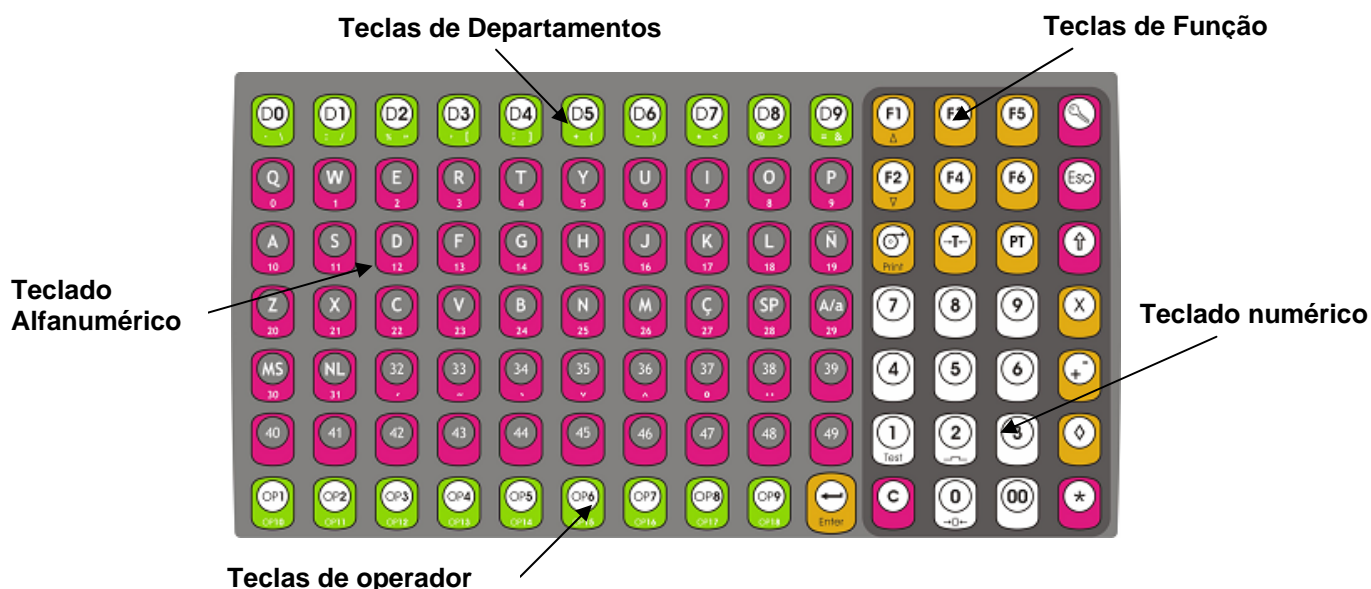 Teclas de Departamentos
Teclas de Função
D0 D1 D2 D3 D4 D5 D6 D7 D8 D9 F1 F3 F5
. \ : / % ~ · [ ; ] + ( - ) * < @ > = &
Q W E R T Y U I O P F2 F4 F6 Esc
0 1 2 3 4 5 6 7 8 9
A S D F G H J K L Ñ →T← PT
10 11 12 13 14 15 16 17 18 19 Print
Teclado
Alfanumérico
Z X C V B N M Ç SP A/a 7 8 9 X
20 21 22 23 24 25 26 27 28 29
Teclado numérico
MS NL 32 33 34 35 36 37 38 39 4 5 6 + -
30 31
40 41 42 43 44 45 46 47 48 49 1 2 3
Test
OP1 OP2 OP3 OP4 OP5 OP6 OP7 OP8 OP9 C 0 00 *
OP10 OP11 OP12 OP13 OP14 OP15 OP16 OP17 OP18 Enter →0←
Teclas de operador